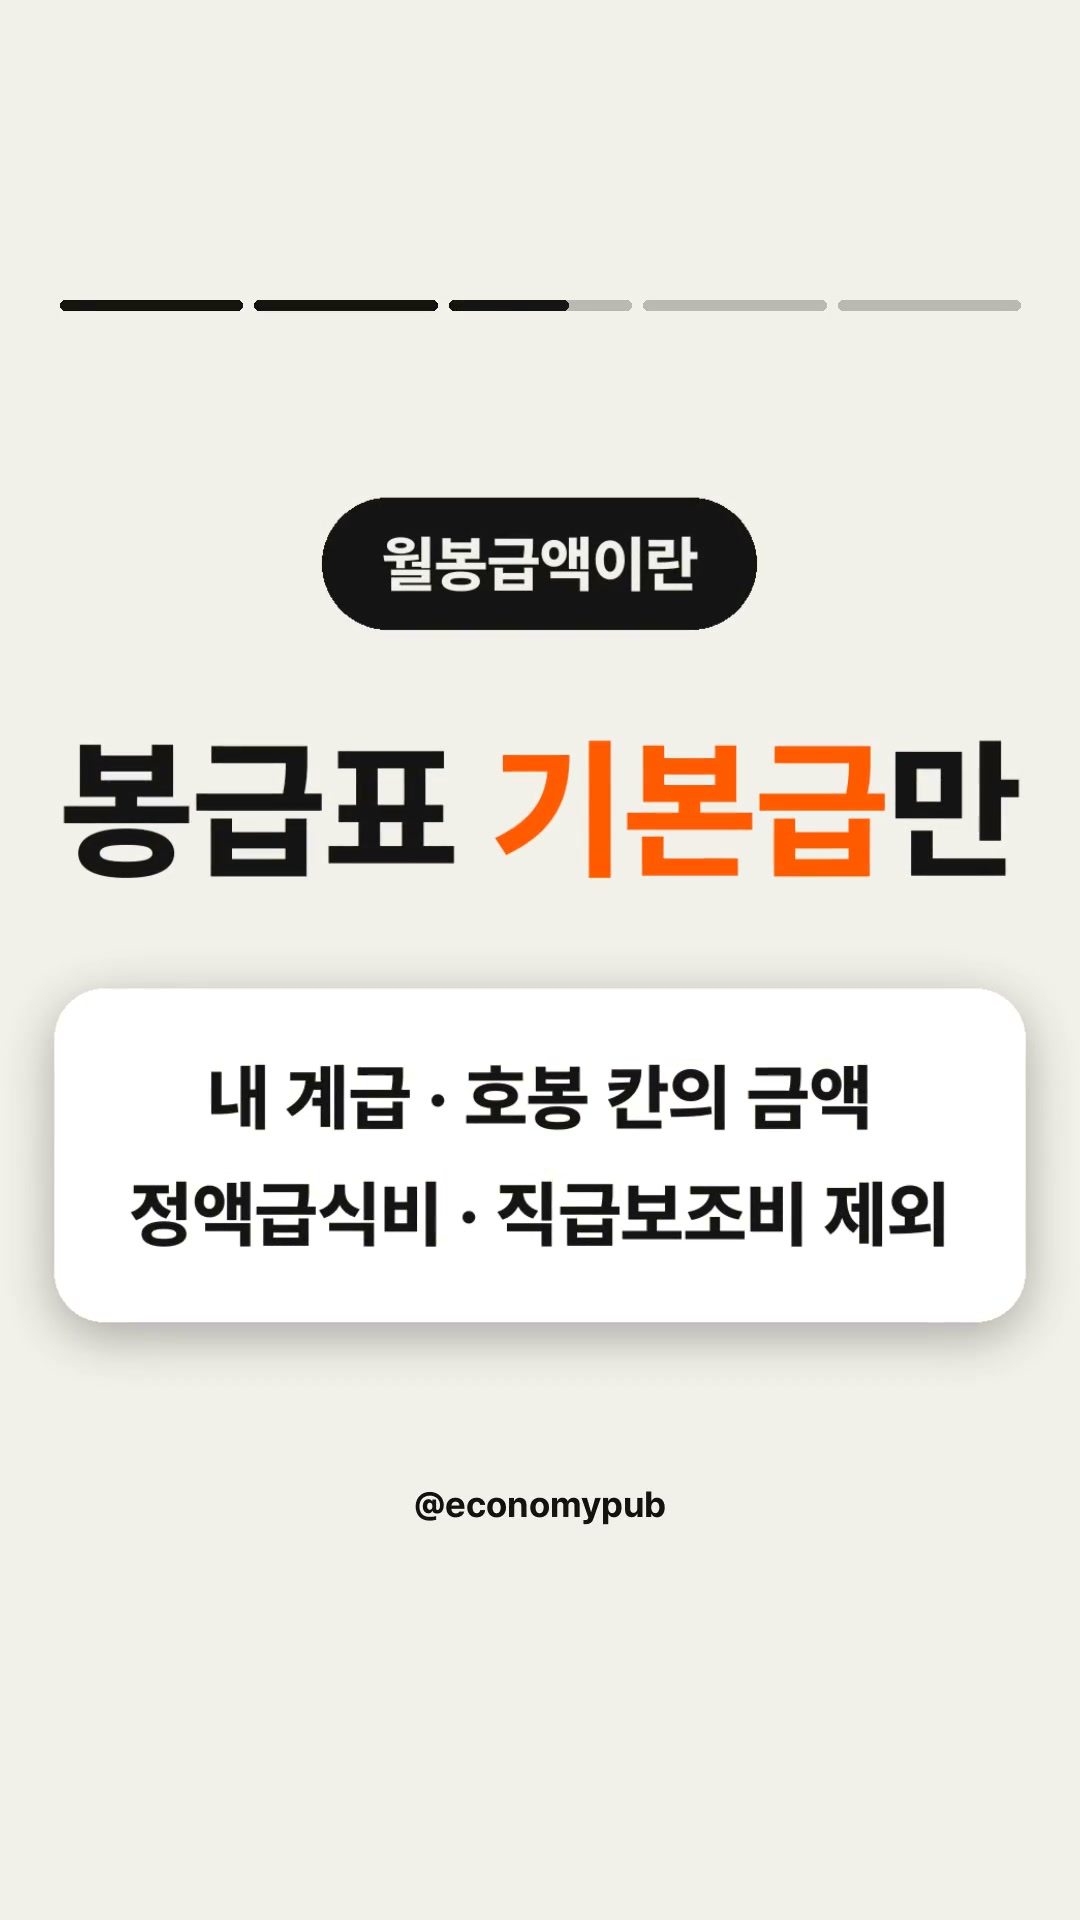 월봉급액이란
봉급표 기본급만
내 계급 · 호봉 칸의 금액
정액급식비 · 직급보조비 제외
@economypub